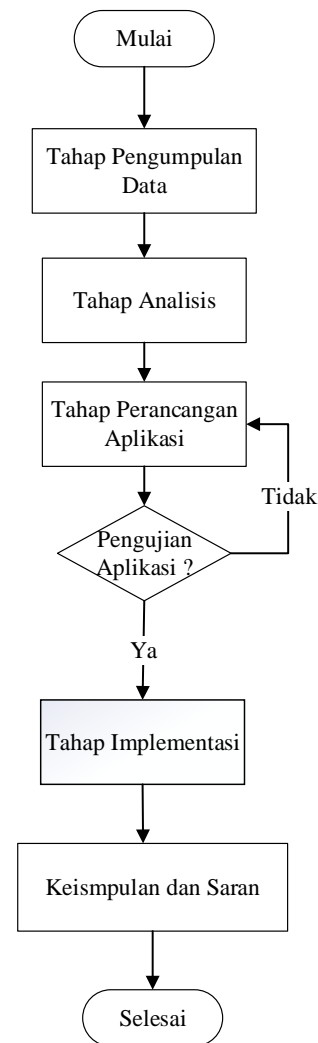 Mulai
Tahap Pengumpulan
Data
Tahap Analisis
Tahap Perancangan
Aplikasi
Tidak
Pengujian
Aplikasi ?
Ya
Tahap Implementasi
Keismpulan dan Saran
Selesai